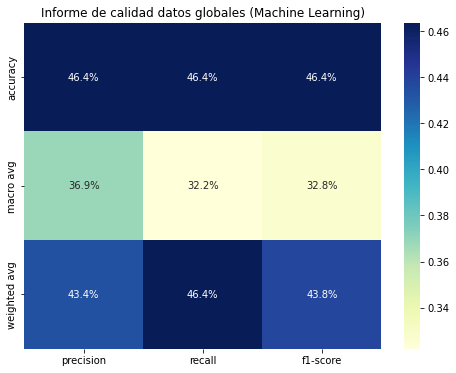 Informe de calidad datos globales (Machine Learning)
accuracy
46.4% 46.4% 46.4%
macro avg
36.9% 32.2% 32.8%
weighted avg
43.4% 46.4% 43.8%
precision recall f1-score
0.46
0.44
0.42
0.40
0.38
0.36
0.34